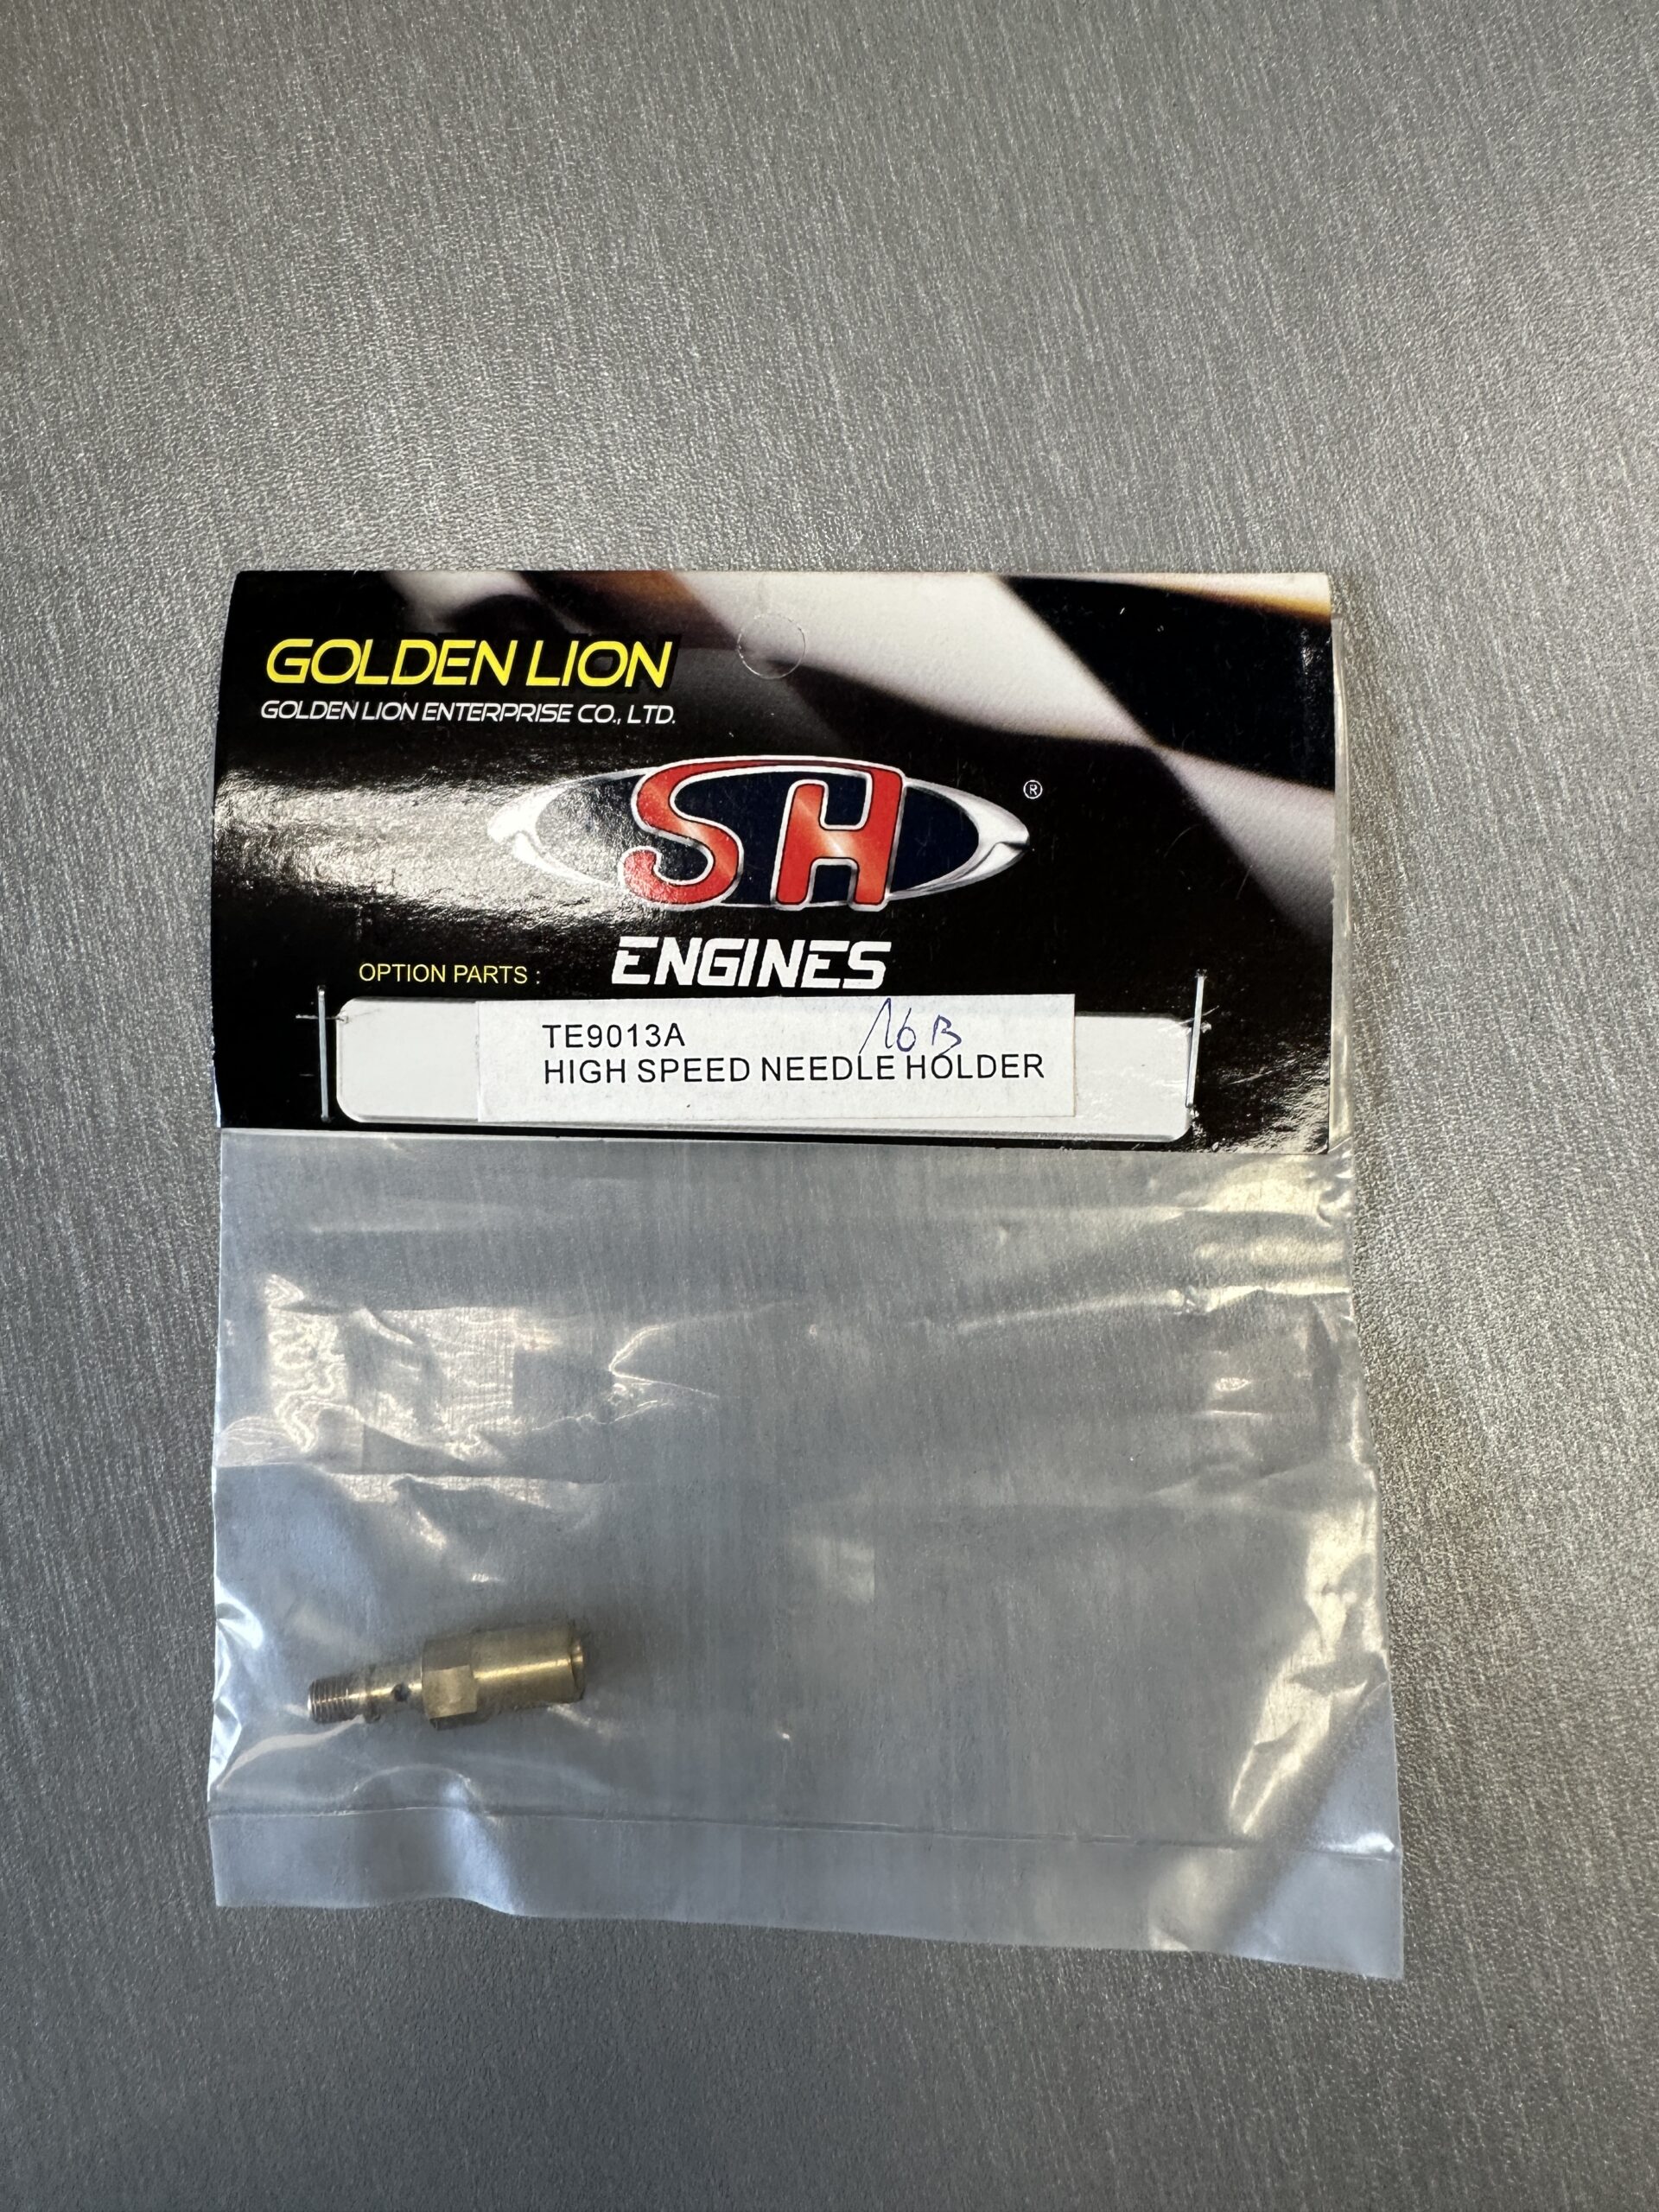 GOLDEN LION
GOLDEN LION ENTERPRISE CO., LTD.
SH ®
ENGINES
OPTION PARTS :
TE9013A 16B
HIGH SPEED NEEDLE HOLDER